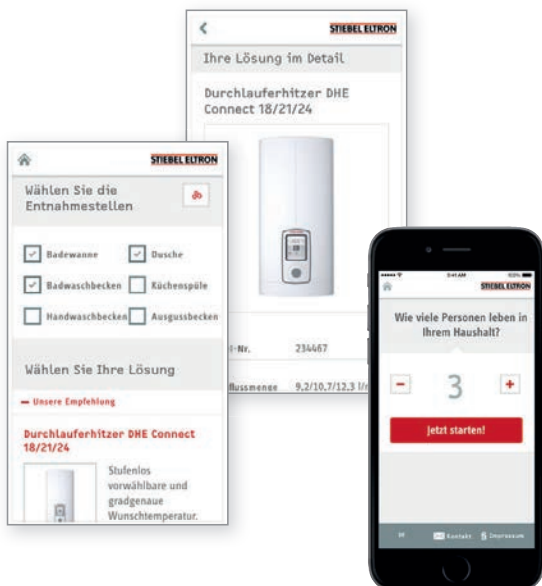 STIEBEL ELTRON
Ihre Lösung im Detail
Durchlauferhitzer DHE
Connect 18/21/24
234467
9,2/10,7/12,3
STIEBEL ELTRON
Wählen Sie die
Entnahmestellen
Badewanne Dusche
Badwaschbecken Küchenspüle
Handwaschbecken Ausgussbecken
Wählen Sie Ihre Lösung
Unsere Empfehlung
Durchlauferhitzer DHE Connect
18/21/24
Stufenlos
vorwählbare und
gradgenaue
Wunschtemperatur.
9:41 AM
STIEBEL ELTRON
Wie viele Personen leben in
Ihrem Haushalt?
− 3 +
Jetzt starten!
Kontakt Impressum